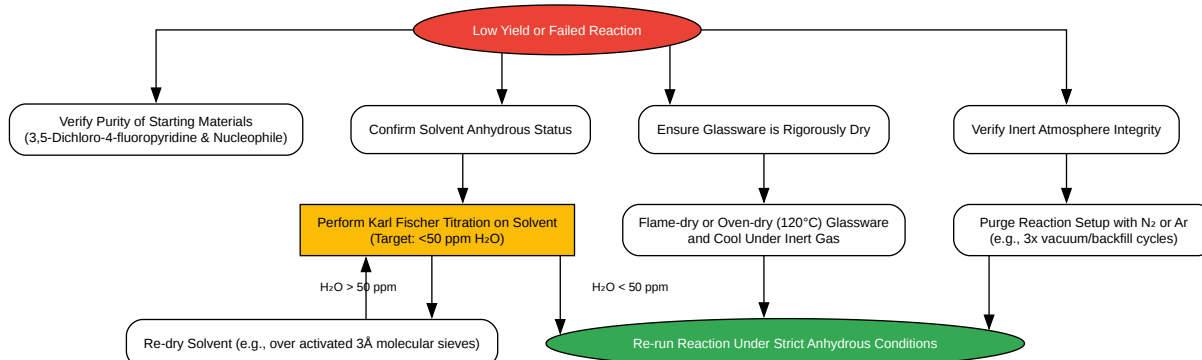 Low Yield or Failed Reaction
Verify Purity of Starting Materials
(3,5-Dichloro-4-fluoropyridine & Nucleophile)
Confirm Solvent Anhydrous Status
Ensure Glassware is Rigorously Dry
Verify Inert Atmosphere Integrity
Perform Karl Fischer Titration on Solvent
(Target: <50 ppm H₂O)
Flame-dry or Oven-dry (120°C) Glassware
and Cool Under Inert Gas
Purge Reaction Setup with N₂ or Ar
(e.g., 3x vacuum/backfill cycles)
H₂O > 50 ppm
H₂O < 50 ppm
Re-dry Solvent (e.g., over activated 3Å molecular sieves)
Re-run Reaction Under Strict Anhydrous Conditions